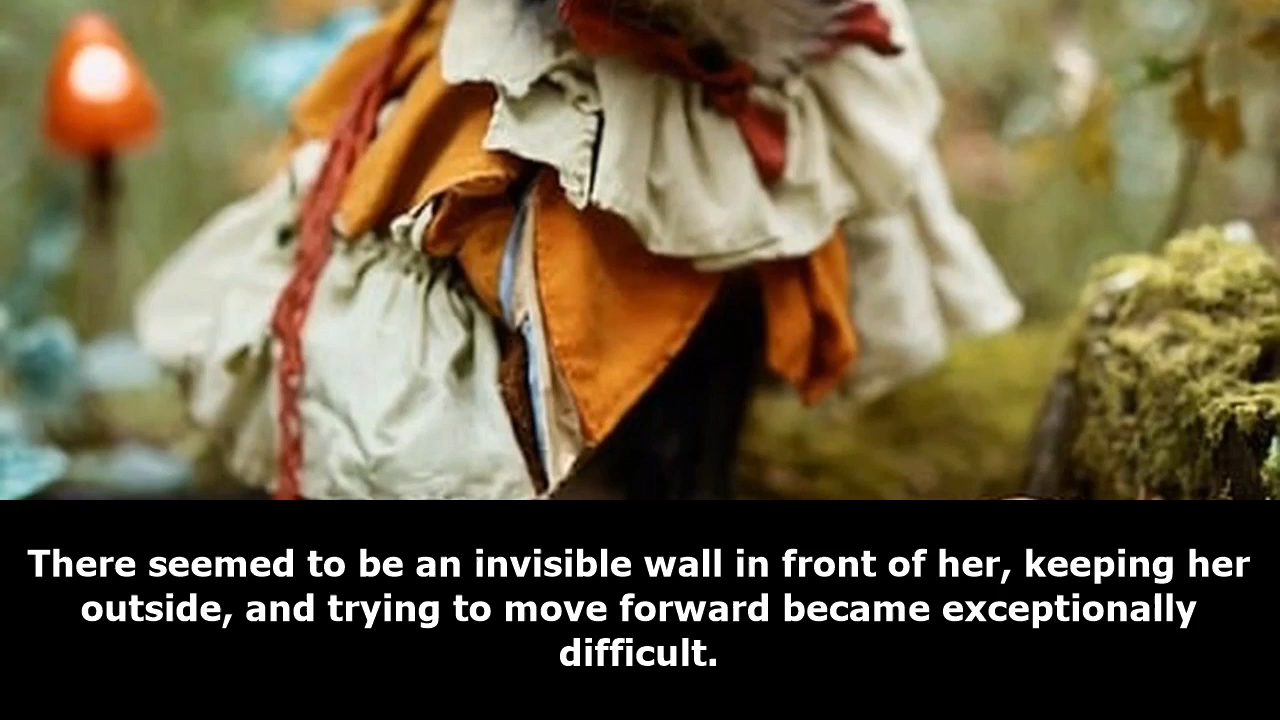 There seemed to be an invisible wall in front of her, keeping her
outside, and trying to move forward became exceptionally
difficult.